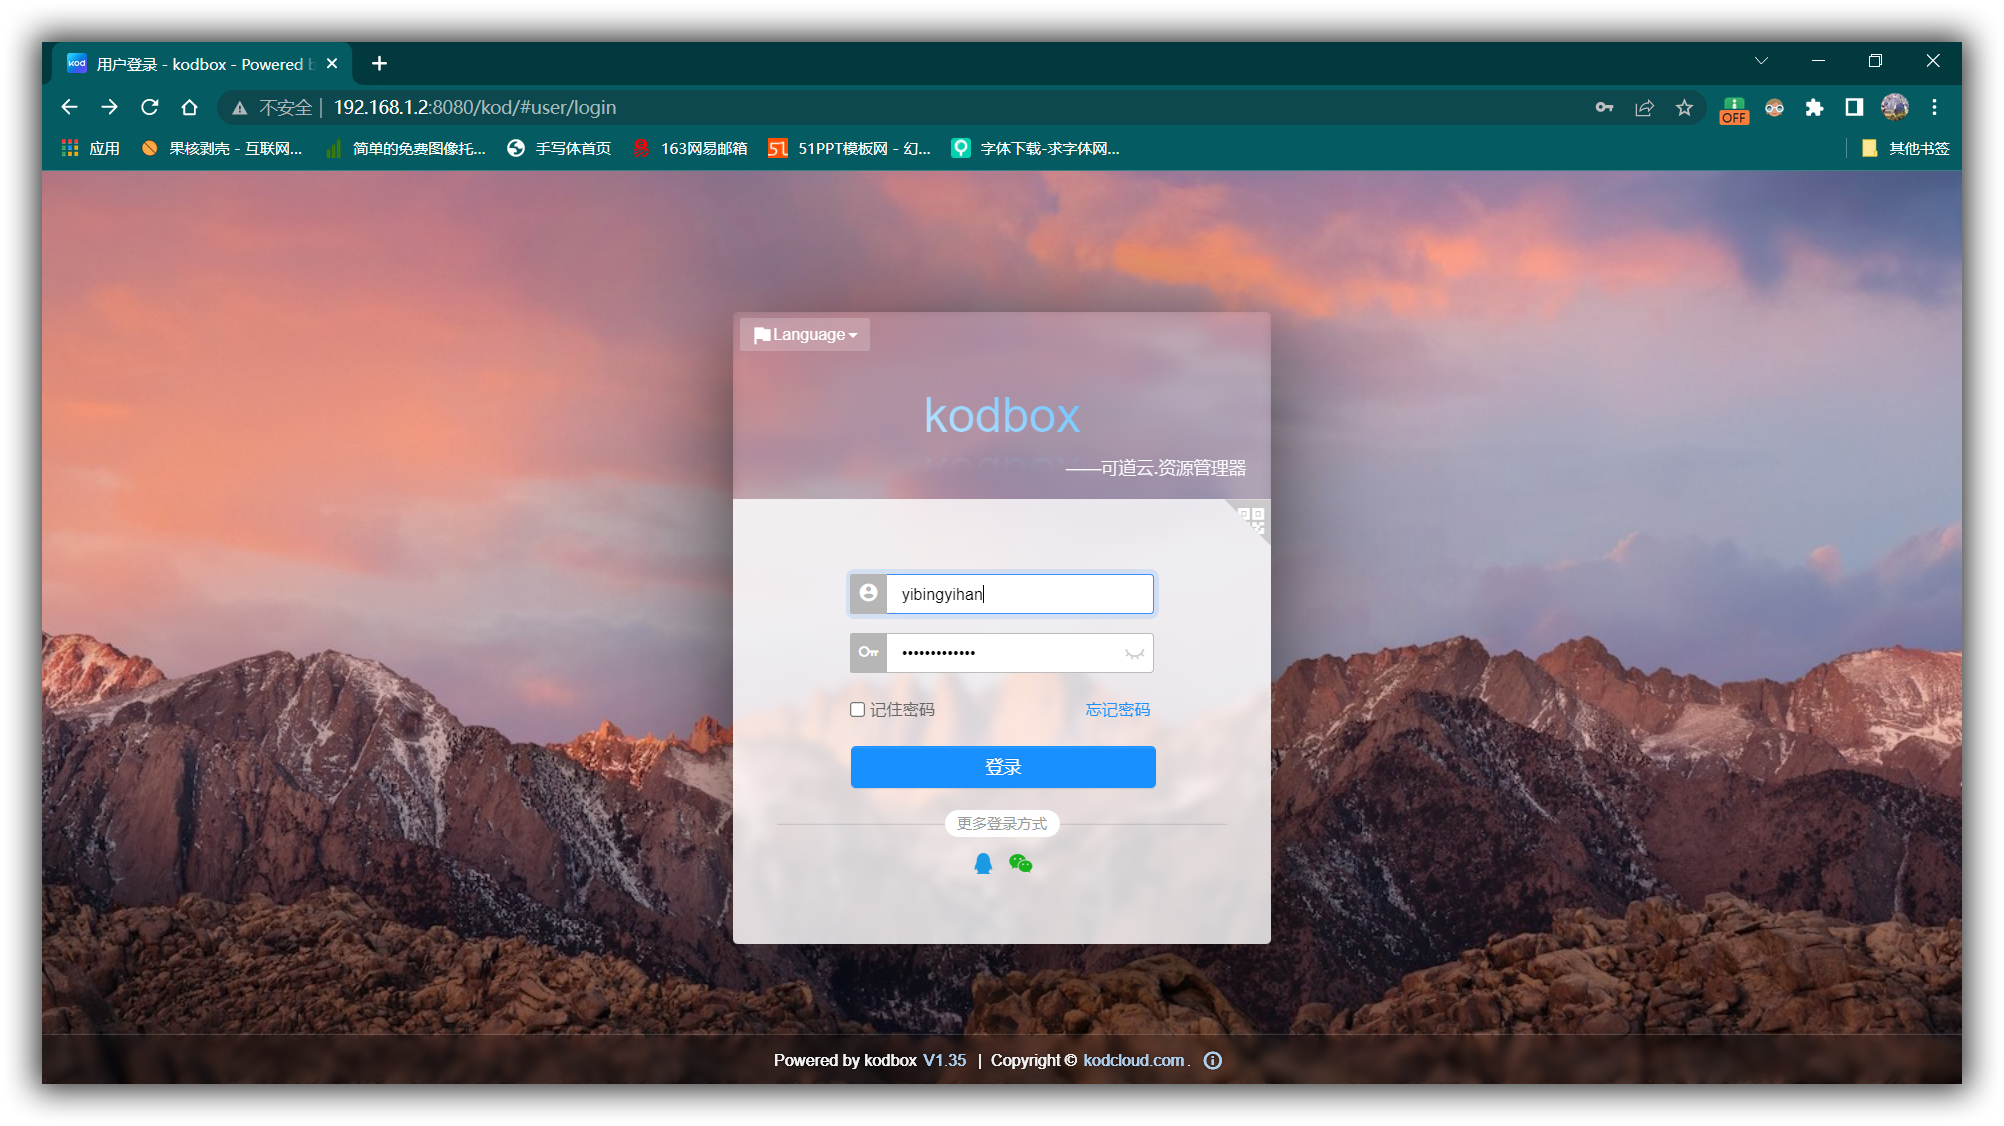 kod 用户登录 - kodbox - Powered b
不安全 | 192.168.1.2:8080/kod/#user/login
OFF
应用 果核剥壳 - 互联网... 简单的免费图像托... 手写体首页 163网易邮箱 51PPT模板网 - 幻... 字体下载-求字体网... 其他书签
Language
kodbox
——可道云.资源管理器
yibingyihan
•••••••••••••
记住密码 忘记密码
登录
更多登录方式
Powered by kodbox V1.35 | Copyright © kodcloud.com.